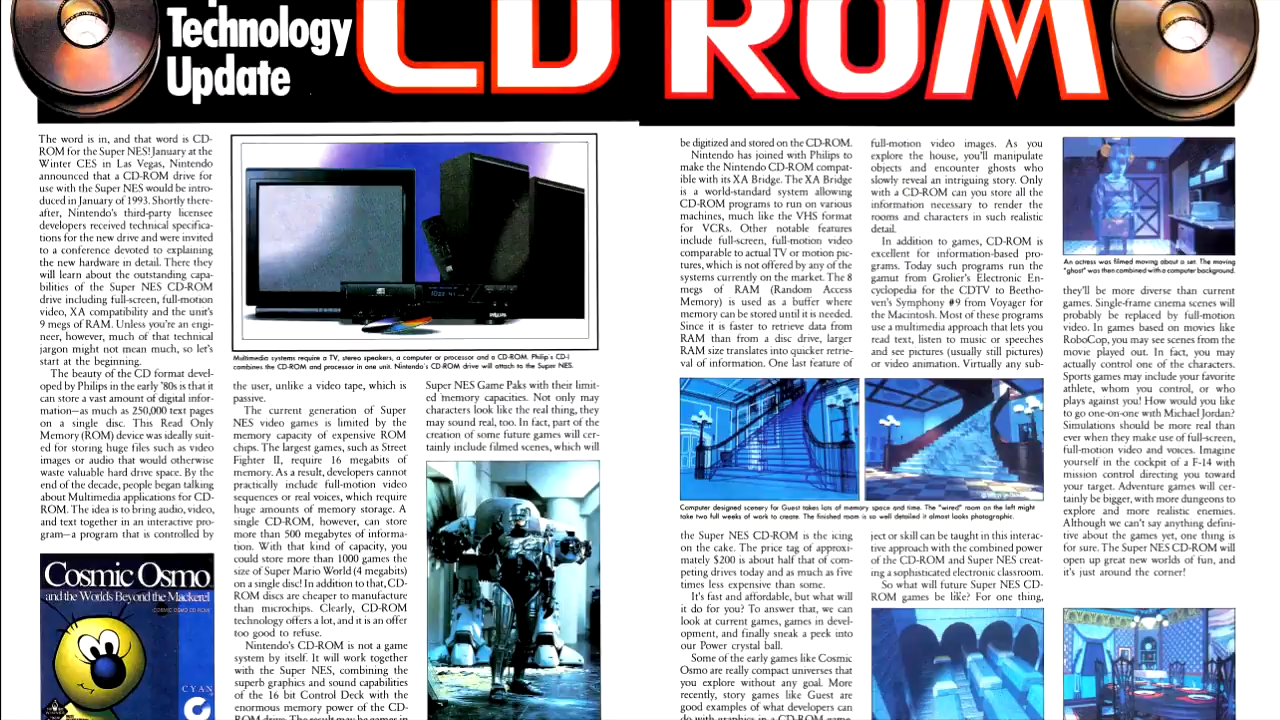 Technology
Update
CD ROM
The word is in, and that word is CD-
ROM for the Super NES! January at the
Winter CES in Las Vegas, Nintendo
announced that a CD-ROM drive for
use with the Super NES would be intro-
duced in January of 1993. Shortly there-
after, Nintendo's third-party licensee
developers received technical specifica-
tions for the new drive and were invited
to a conference devoted to explaining
the new hardware in detail. There they
will learn about the outstanding capa-
bilities of the Super NES CD-ROM
drive including full-screen, full-motion
video, XA compatibility and the unit's
9 megs of RAM. Unless you're an engi-
neer, however, much of that technical
jargon might not mean much, so let's
start at the beginning.
The beauty of the CD format devel-
oped by Philips in the early '80s is that it
can store a vast amount of digital infor-
mation—as much as 250,000 text pages
on a single disc. This Read Only
Memory (ROM) device was ideally suit-
ed for storing huge files such as video
images or audio that would otherwise
waste valuable hard drive space. By the
end of the decade, people began talking
about Multimedia applications for CD-
ROM. The idea is to bring audio, video,
and text together in an interactive pro-
gram—a program that is controlled by
Cosmic Osmo
and the Worlds Beyond the Mackerel
COSMIC OSMO CD ROM
CYAN
PHILIPS
Multimedia systems require a TV, stereo speakers, a computer or processor and a CD-ROM. Philip's CD-I
combines the CD-ROM and processor in one unit. Nintendo's CD-ROM drive will attach to the Super NES.
the user, unlike a video tape, which is
passive.
The current generation of Super
NES video games is limited by the
memory capacity of expensive ROM
chips. The largest games, such as Street
Fighter II, require 16 megabits of
memory. As a result, developers cannot
practically include full-motion video
sequences or real voices, which require
huge amounts of memory storage. A
single CD-ROM, however, can store
more than 500 megabytes of informa-
tion. With that kind of capacity, you
could store more than 1000 games the
size of Super Mario World (4 megabits)
on a single disc! In addition to that, CD-
ROM discs are cheaper to manufacture
than microchips. Clearly, CD-ROM
technology offers a lot, and it is an offer
too good to refuse.
Nintendo's CD-ROM is not a game
system by itself. It will work together
with the Super NES, combining the
superb graphics and sound capabilities
of the 16 bit Control Deck with the
enormous memory power of the CD-
ROM drive. The result may be games in
Super NES Game Paks with their limit-
ed memory capacities. Not only may
characters look like the real thing, they
may sound real, too. In fact, part of the
creation of some future games will cer-
tainly include filmed scenes, which will
be digitized and stored on the CD-ROM.
Nintendo has joined with Philips to
make the Nintendo CD-ROM compat-
ible with its XA Bridge. The XA Bridge
is a world-standard system allowing
CD-ROM programs to run on various
machines, much like the VHS format
for VCRs. Other notable features
include full-screen, full-motion video
comparable to actual TV or motion pic-
tures, which is not offered by any of the
systems currently on the market. The 8
megs of RAM (Random Access
Memory) is used as a buffer where
memory can be stored until it is needed.
Since it is faster to retrieve data from
RAM than from a disc drive, larger
RAM size translates into quicker retrie-
val of information. One last feature of
Computer designed scenery for Guest takes lots of memory space and time. The "wired" room on the left might
take two full weeks of work to create. The finished room is so well detailed it almost looks photographic.
the Super NES CD-ROM is the icing
on the cake. The price tag of approxi-
mately $200 is about half that of com-
peting drives today and as much as five
times less expensive than some.
It's fast and affordable, but what will
it do for you? To answer that, we can
look at current games, games in devel-
opment, and finally sneak a peek into
our Power crystal ball.
Some of the early games like Cosmic
Osmo are really compact universes that
you explore without any goal. More
recently, story games like Guest are
good examples of what developers can
do with graphics in a CD-ROM game.
full-motion video images. As you
explore the house, you'll manipulate
objects and encounter ghosts who
slowly reveal an intriguing story. Only
with a CD-ROM can you store all the
information necessary to render the
rooms and characters in such realistic
detail.
In addition to games, CD-ROM is
excellent for information-based pro-
grams. Today such programs run the
gamut from Grolier's Electronic En-
cyclopedia for the CDTV to Beetho-
ven's Symphony #9 from Voyager for
the Macintosh. Most of these programs
use a multimedia approach that lets you
read text, listen to music or speeches
and see pictures (usually still pictures)
or video animation. Virtually any sub-
ject or skill can be taught in this interac-
tive approach with the combined power
of the CD-ROM and Super NES creat-
ing a sophisticated electronic classroom.
So what will future Super NES CD-
ROM games be like? For one thing,
An actress was filmed moving about a set. The moving
"ghost" was then combined with a computer background.
they'll be more diverse than current
games. Single-frame cinema scenes will
probably be replaced by full-motion
video. In games based on movies like
RoboCop, you may see scenes from the
movie played out. In fact, you may
actually control one of the characters.
Sports games may include your favorite
athlete, whom you control, or who
plays against you! How would you like
to go one-on-one with Michael Jordan?
Simulations should be more real than
ever when they make use of full-screen,
full-motion video and voices. Imagine
yourself in the cockpit of a F-14 with
mission control directing you toward
your target. Adventure games will cer-
tainly be bigger, with more dungeons to
explore and more realistic enemies.
Although we can't say anything defini-
tive about the games yet, one thing is
for sure. The Super NES CD-ROM will
open up great new worlds of fun, and
it's just around the corner!